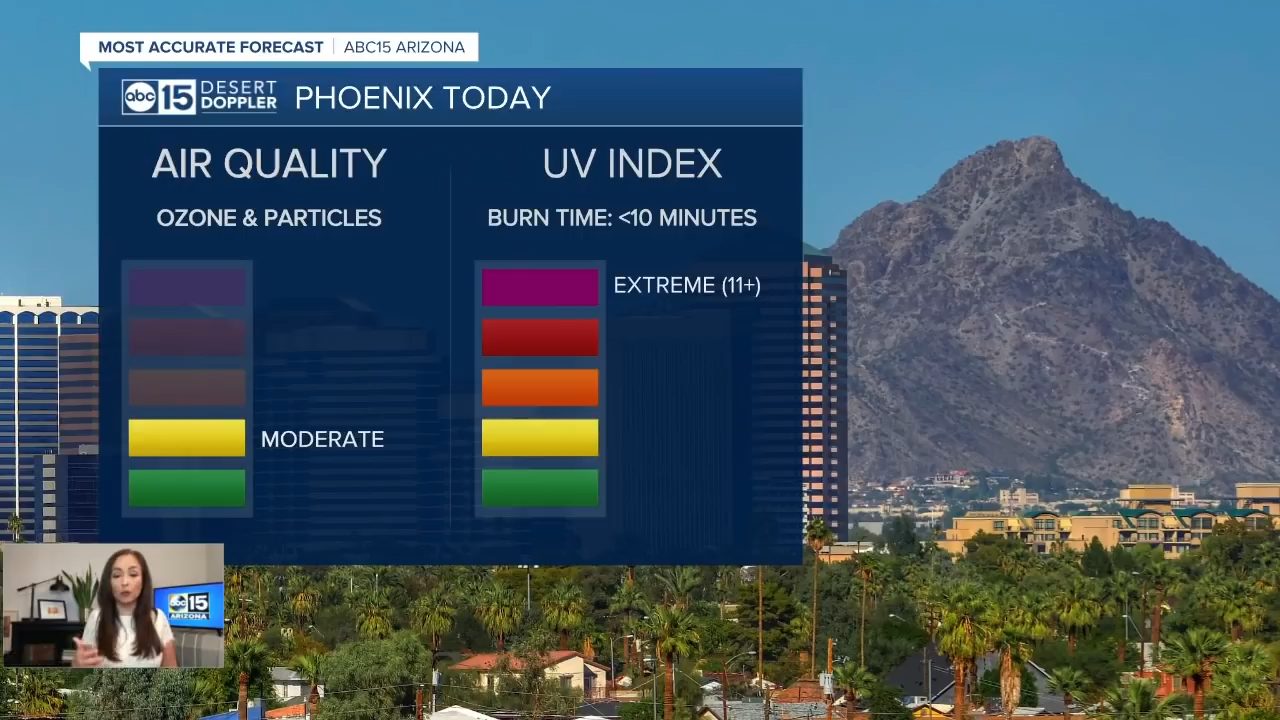 MOST ACCURATE FORECAST | ABC15 ARIZONA
abc 15 DESERT DOPPLER PHOENIX TODAY
AIR QUALITY
OZONE & PARTICLES
MODERATE
UV INDEX
BURN TIME: <10 MINUTES
EXTREME (11+)
abc 15
ARIZONA